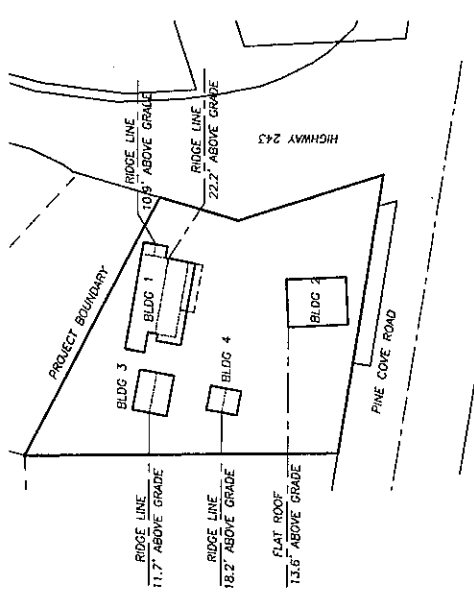 RIDGE LINE
10.9' ABOVE GRADE
RIDGE LINE
22.2' ABOVE GRADE
HIGHWAY 243
PROJECT BOUNDARY
BLDG 1
BLDG 2
BLDG 3
BLDG 4
PINE COVE ROAD
RIDGE LINE
11.7' ABOVE GRADE
RIDGE LINE
18.2' ABOVE GRADE
FLAT ROOF
13.6' ABOVE GRADE